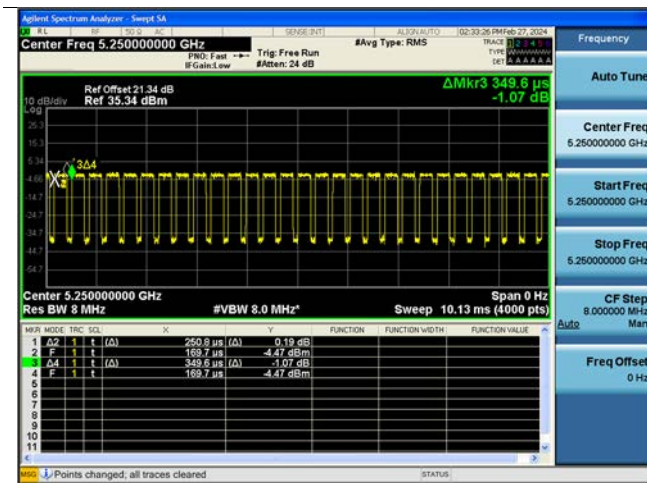 Agilent Spectrum Analyzer - Swept SA
RL RF 50 Ω AC SENSE:INT ALIGNAUTO 02:33:26 PM Feb 27, 2024
Center Freq 5.250000000 GHz
PNO: Fast
IFGain:Low
Trig: Free Run
#Atten: 24 dB
#Avg Type: RMS
TRACE 1 2 3 4 5 6
TYPE
DET A A A A A A
Ref Offset 21.34 dB
Ref 35.34 dBm
10 dB/div
Log
ΔMkr3 349.6 µs
-1.07 dB
25.3
15.3
5.34
-4.66
-14.7
-24.7
-34.7
-44.7
-54.7
3Δ4
Center 5.250000000 GHz Span 0 Hz
Res BW 8 MHz #VBW 8.0 MHz* Sweep 10.13 ms (4000 pts)
MKR MODE TRC SCL X Y FUNCTION FUNCTION WIDTH FUNCTION VALUE
1 Δ2 1 t (Δ) 250.8 µs (Δ) 0.19 dB
2 F 1 t 169.7 µs -4.47 dBm
3 Δ4 1 t (Δ) 349.6 µs (Δ) -1.07 dB
4 F 1 t 169.7 µs -4.47 dBm
5
6
7
8
9
10
11
MSG Points changed; all traces cleared STATUS
Frequency
Auto Tune
Center Freq
5.250000000 GHz
Start Freq
5.250000000 GHz
Stop Freq
5.250000000 GHz
CF Step
8.000000 MHz
Auto Man
Freq Offset
0 Hz